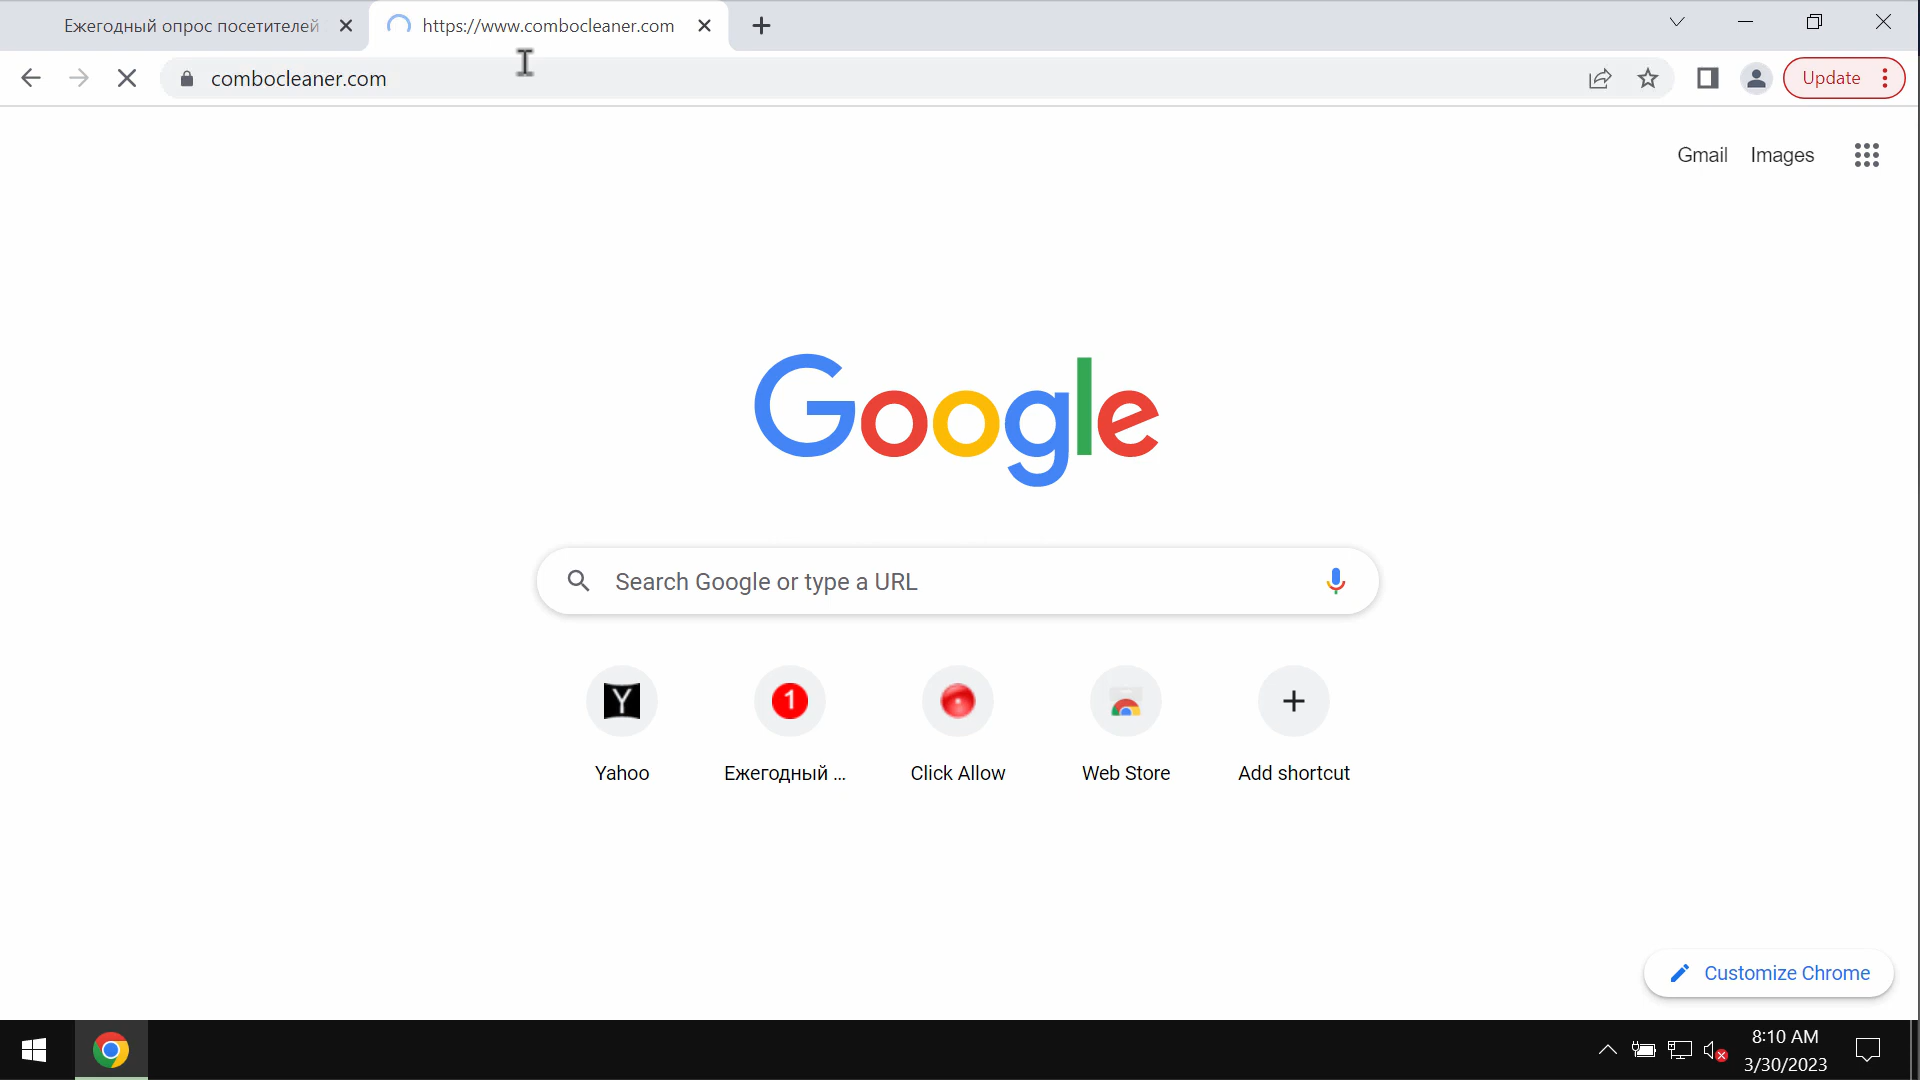 Ежегодный опрос посетителей
https://www.combocleaner.com
combocleaner.com
Update
Gmail
Images
Google
Search Google or type a URL
Y
1
Yahoo
Ежегодный ...
Click Allow
Web Store
Add shortcut
Customize Chrome
8:10 AM
3/30/2023